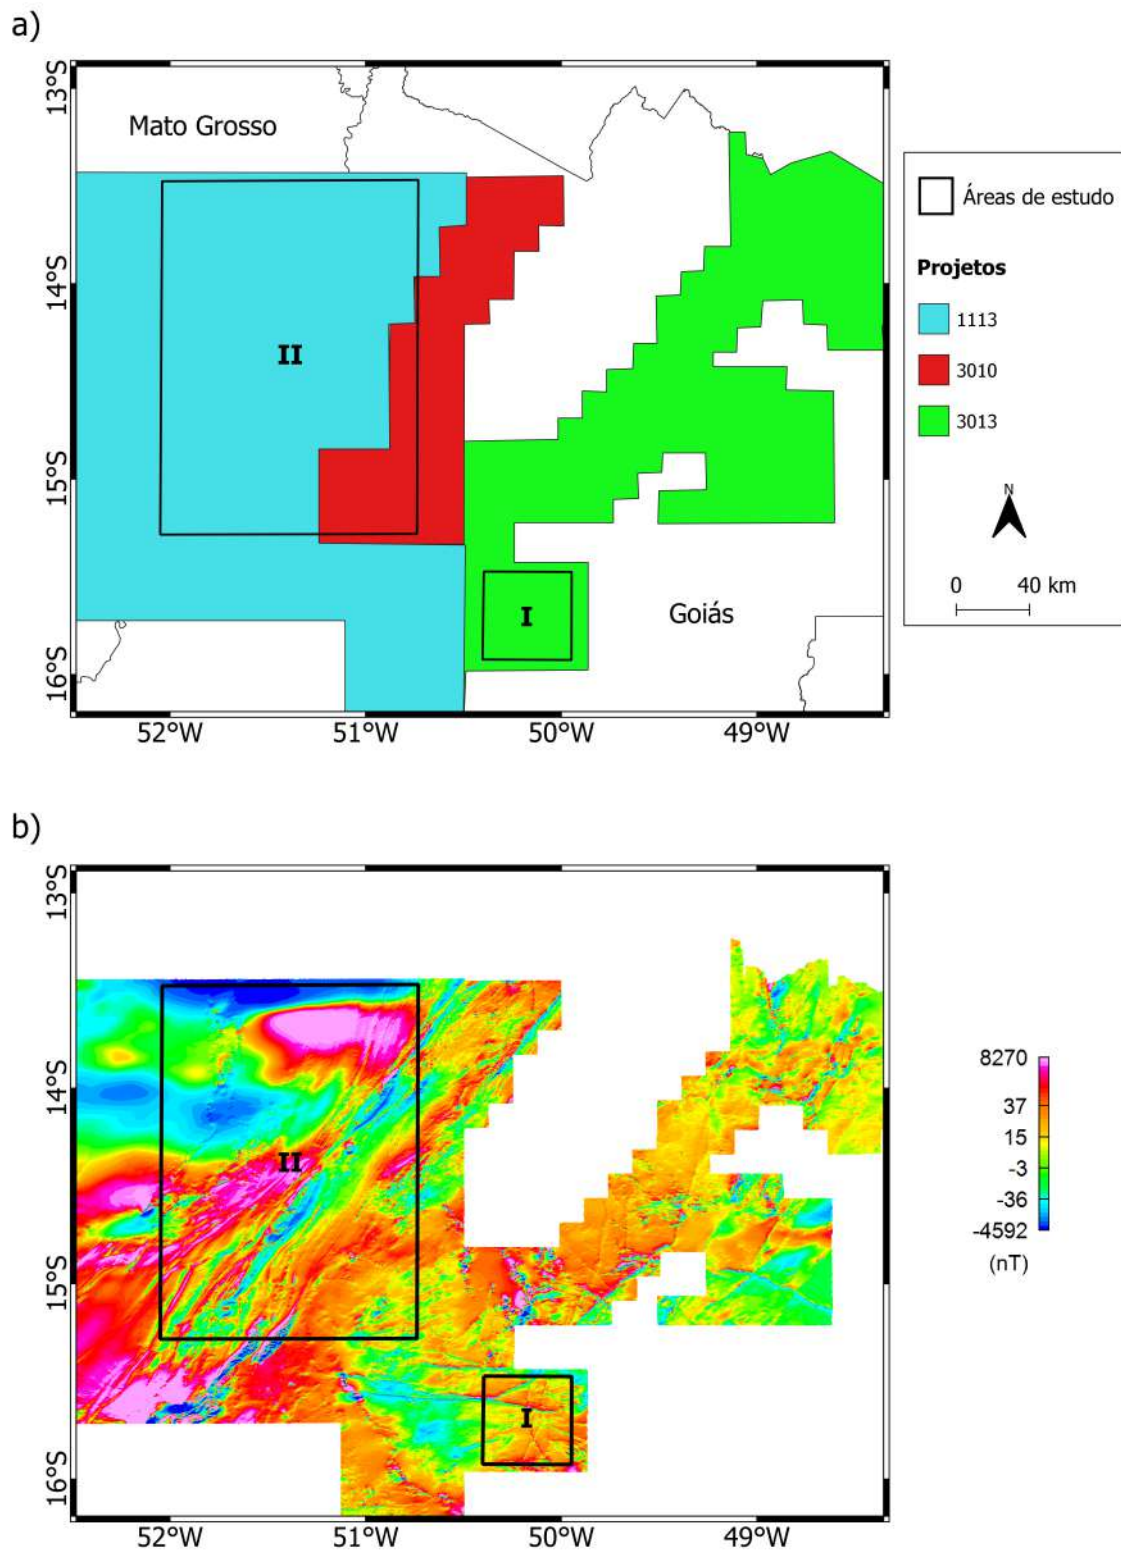 a)
13°S
14°S
15°S
16°S
Mato Grosso
II
I
Goiás
52°W 51°W 50°W 49°W
Áreas de estudo
Projetos
1113
3010
3013
N
0 40 km
b)
13°S
14°S
15°S
16°S
II
I
52°W 51°W 50°W 49°W
8270
37
15
-3
-36
-4592
(nT)